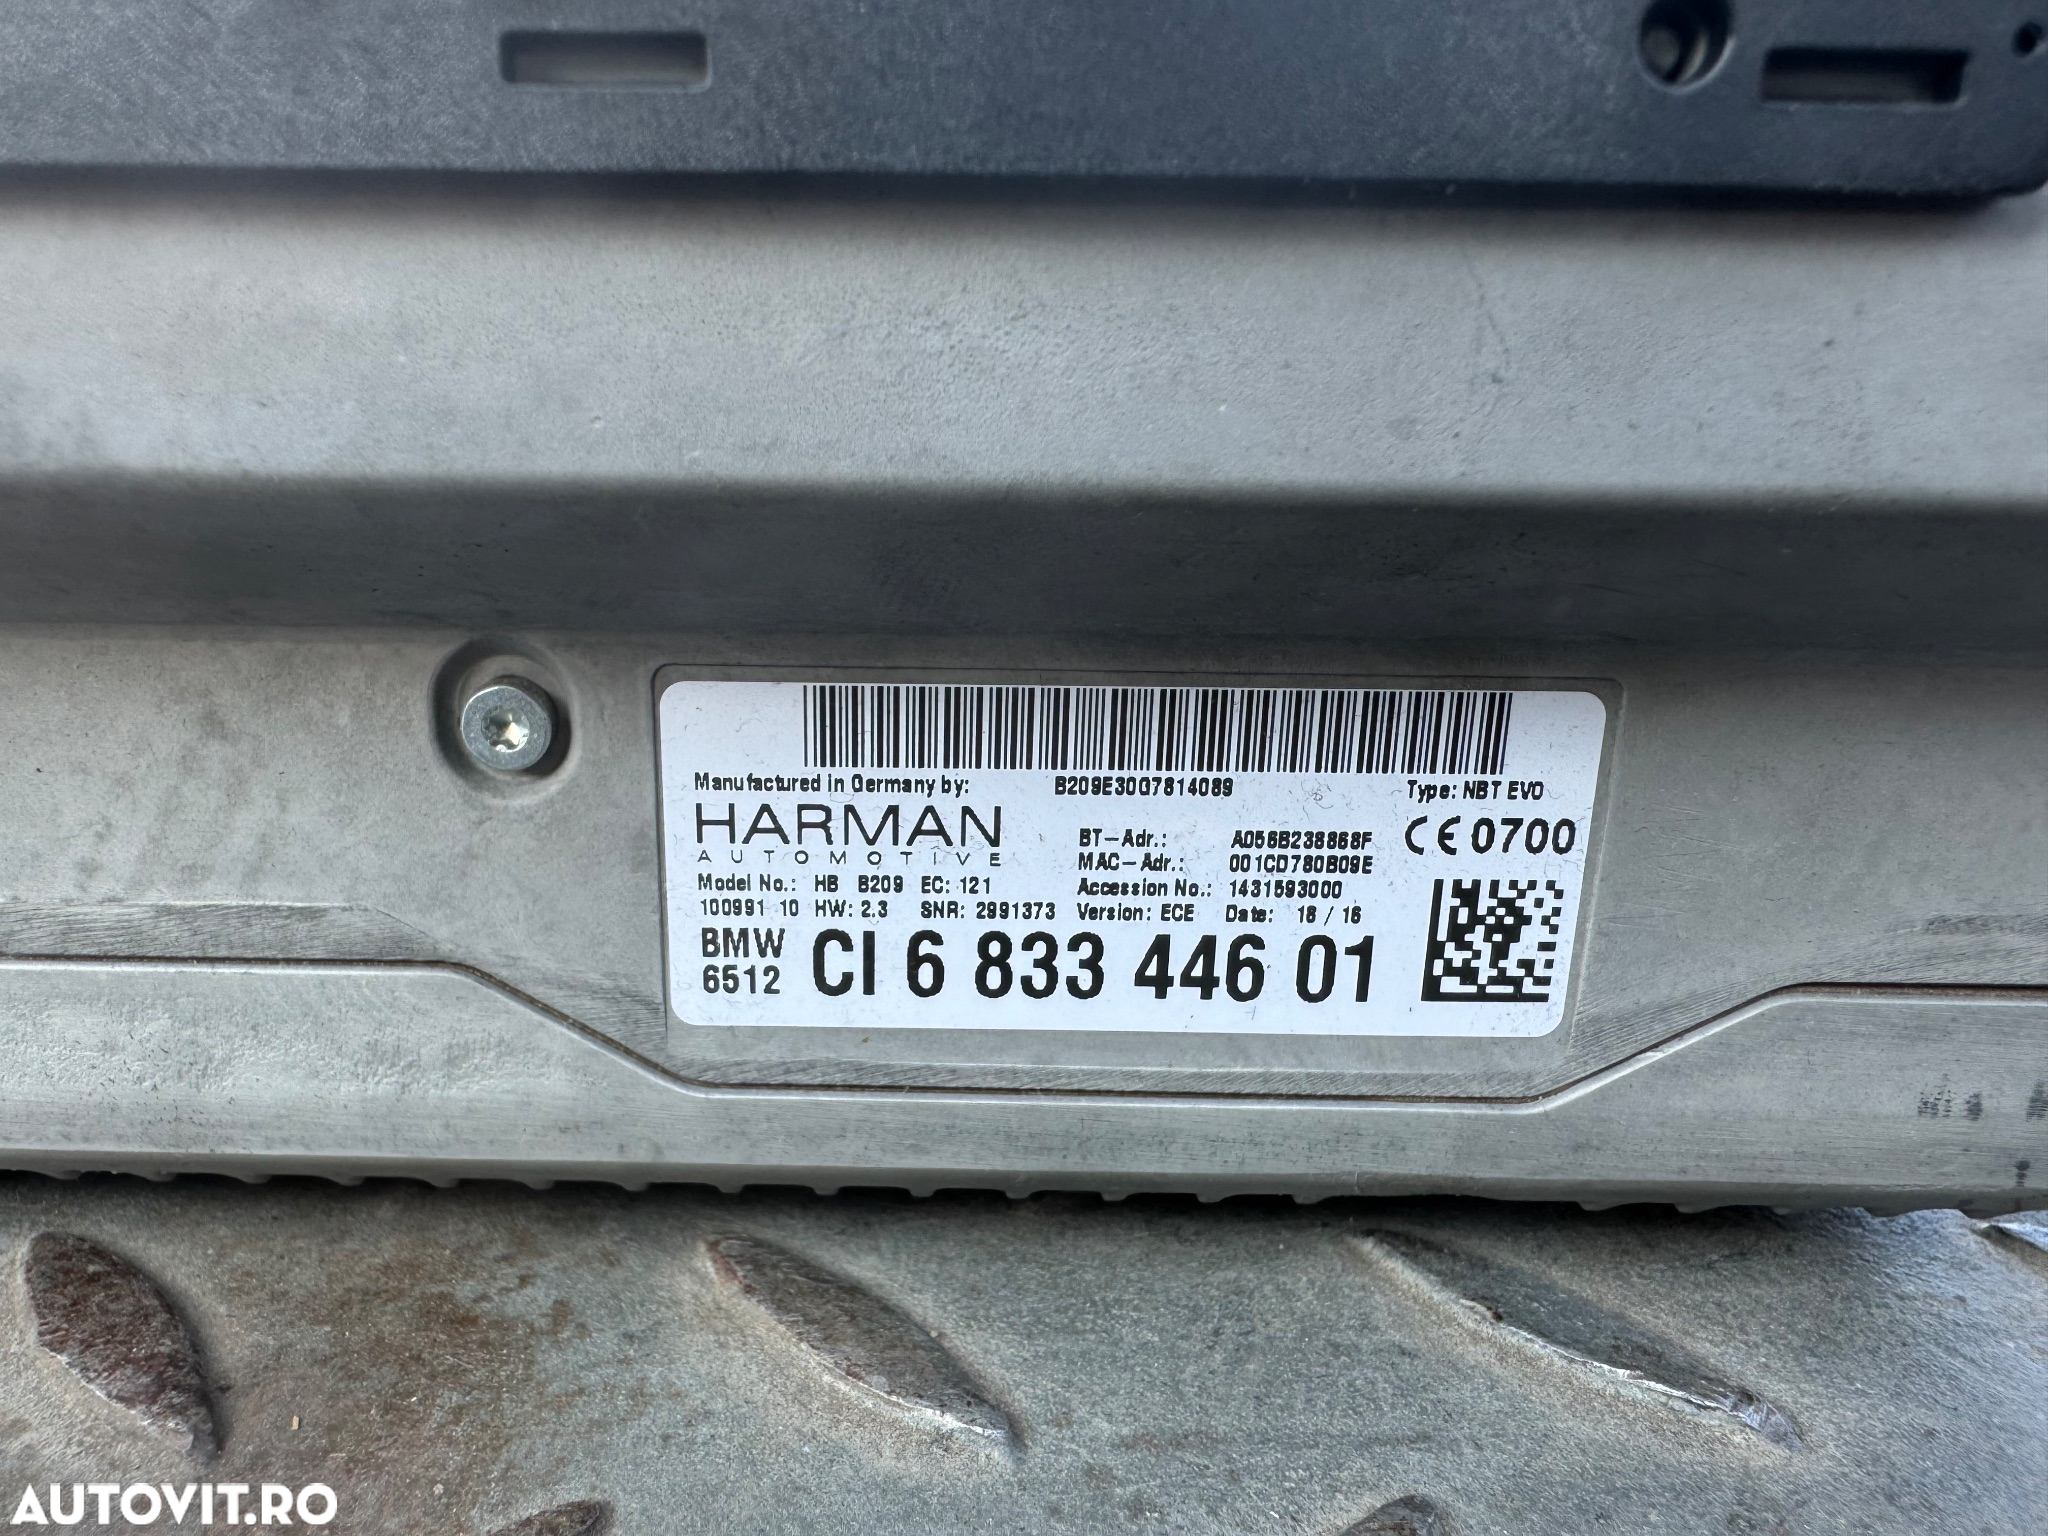 Manufactured in Germany by: B209E30G7814089 Type: NBT EVO
HARMAN
AUTOMOTIVE
BT-Adr.: A056B238868F CE 0700
MAC-Adr.: 001CD780B09E
Model No.: HB B209 EC: 121 Accession No.: 1431593000
100991 10 HW: 2.3 SNR: 2991373 Version: ECE Date: 18 / 16
BMW
6512 CI 6 833 446 01
AUTOVIT.RO